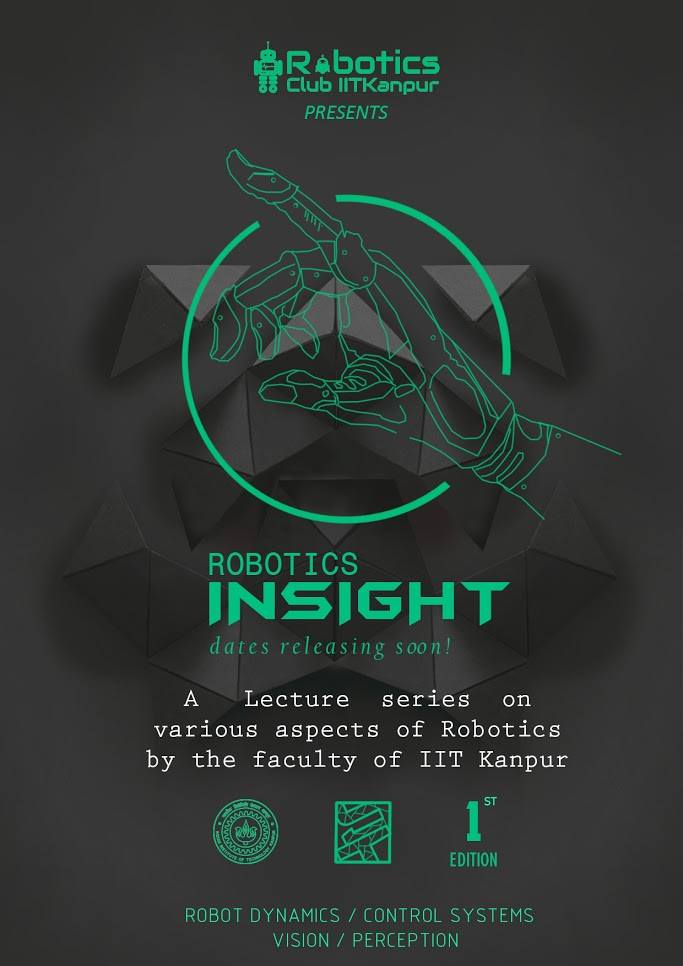 Robotics
Club IITKanpur
PRESENTS
ROBOTICS
INSIGHT
dates releasing soon!
A Lecture series on
various aspects of Robotics
by the faculty of IIT Kanpur
1ST
EDITION
ROBOT DYNAMICS / CONTROL SYSTEMS
VISION / PERCEPTION